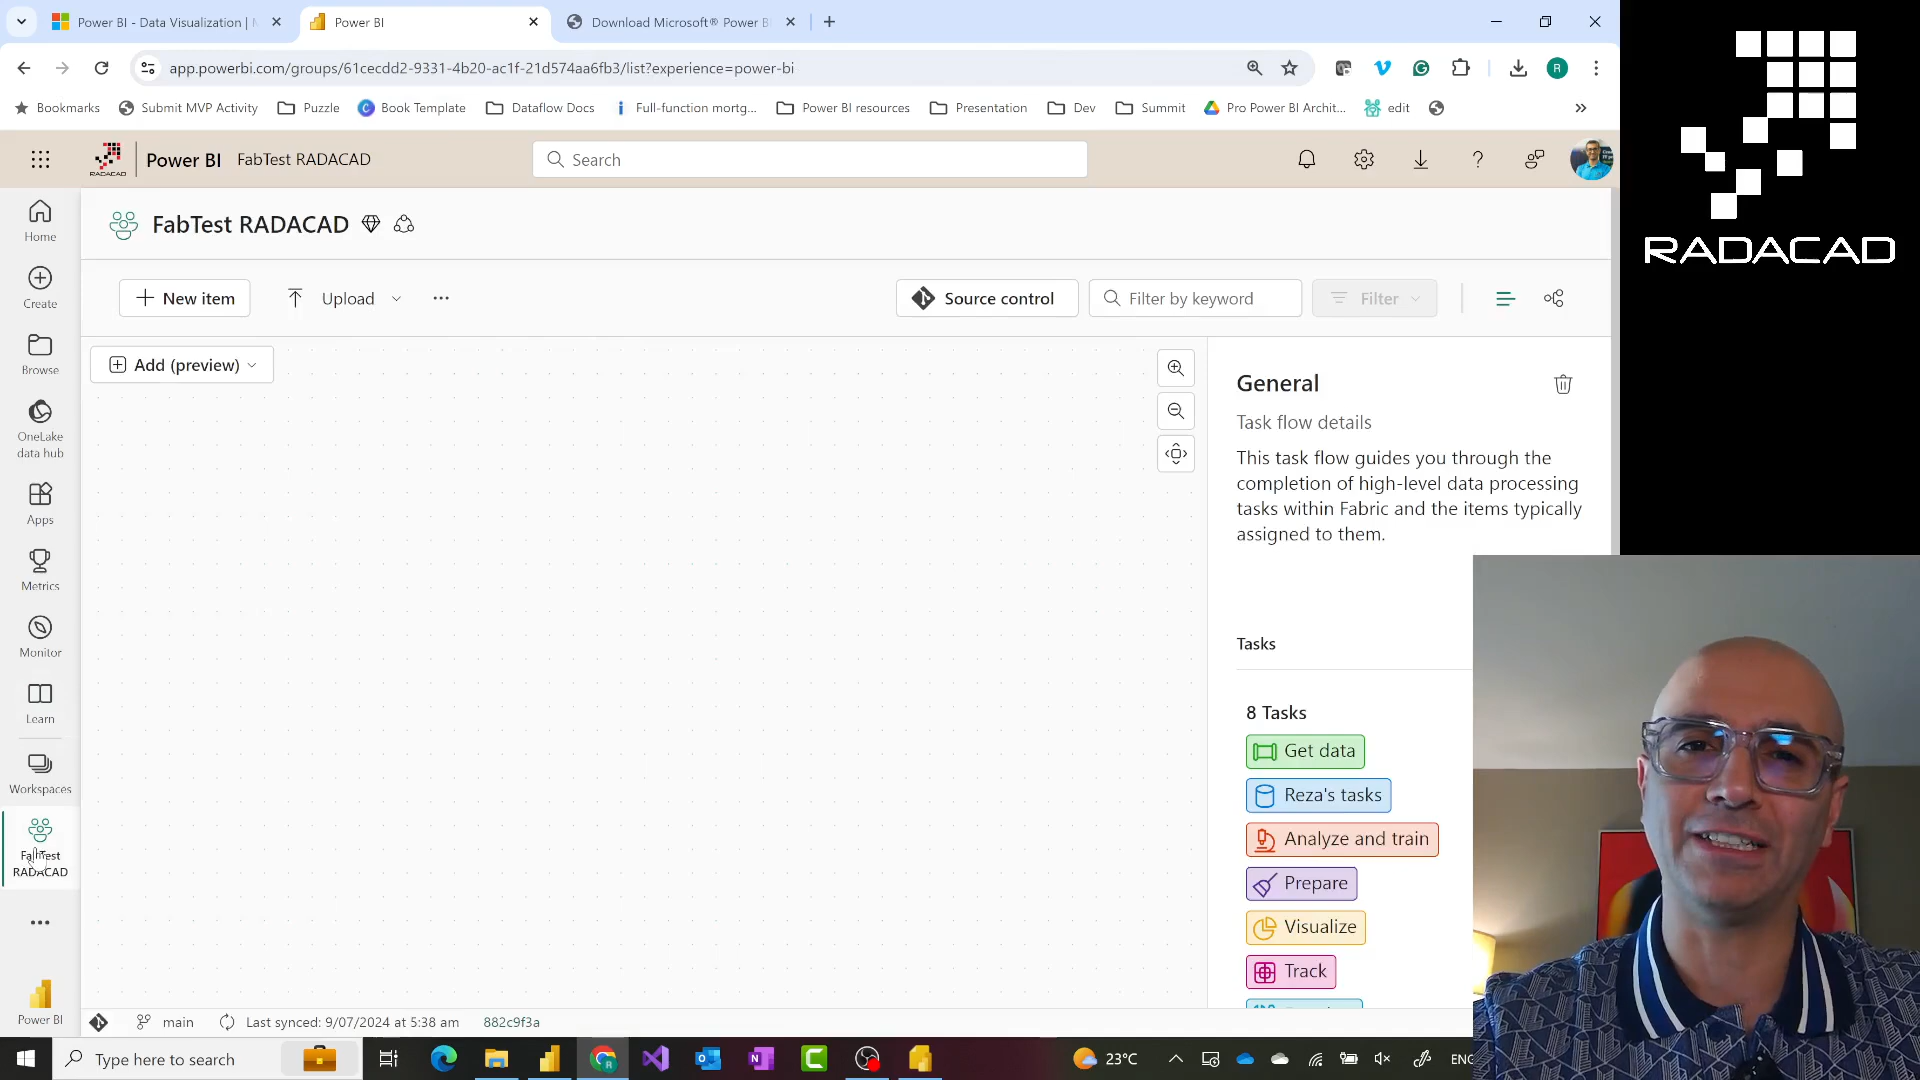 Power BI - Data Visualization |
Power BI
Download Microsoft® Power B
app.powerbi.com/groups/61cecdd2-9331-4b20-ac1f-21d574aa6fb3/list?experience=power-bi
R
Bookmarks
Submit MVP Activity
Puzzle
Book Template
Dataflow Docs
Full-function mortg...
Power BI resources
Presentation
Dev
Summit
Pro Power BI Archit...
edit
RADACAD
Power BI
FabTest RADACAD
Search
FabTest RADACAD
New item
Upload
Source control
Filter by keyword
Filter
Add (preview)
Home
Create
Browse
OneLake
data hub
Apps
Metrics
Monitor
Learn
Workspaces
FabTest
RADACAD
Power BI
General
Task flow details
This task flow guides you through the
completion of high-level data processing
tasks within Fabric and the items typically
assigned to them.
Tasks
8 Tasks
Get data
Reza's tasks
Analyze and train
Prepare
Visualize
Track
main
Last synced: 9/07/2024 at 5:38 am
882c9f3a
Type here to search
23°C
ENG
RADACAD